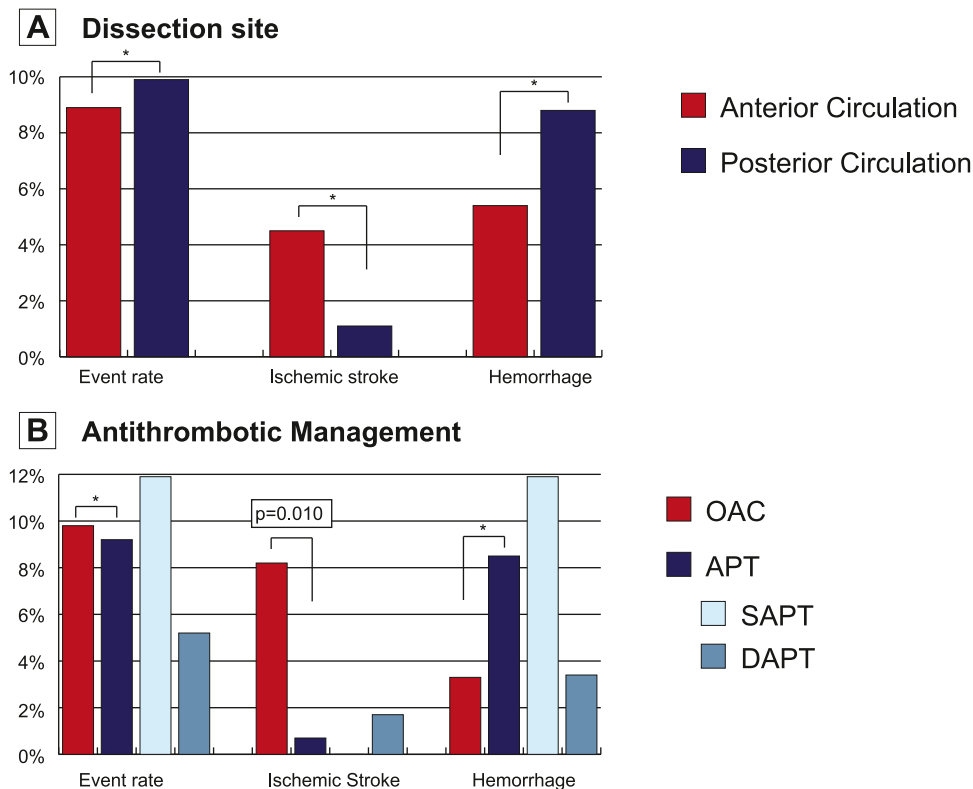 A Dissection site
*
*
*
10%
8%
6%
4%
2%
0%
Event rate
Ischemic stroke
Hemorrhage
Anterior Circulation
Posterior Circulation
B Antithrombotic Management
12%
10%
8%
6%
4%
2%
0%
*
p=0.010
*
Event rate
Ischemic Stroke
Hemorrhage
OAC
APT
SAPT
DAPT